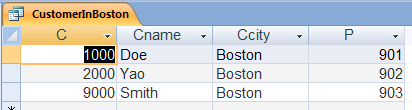 CustomerInBoston
C Cname Ccity P
1000 Doe Boston 901
2000 Yao Boston 902
9000 Smith Boston 903
*